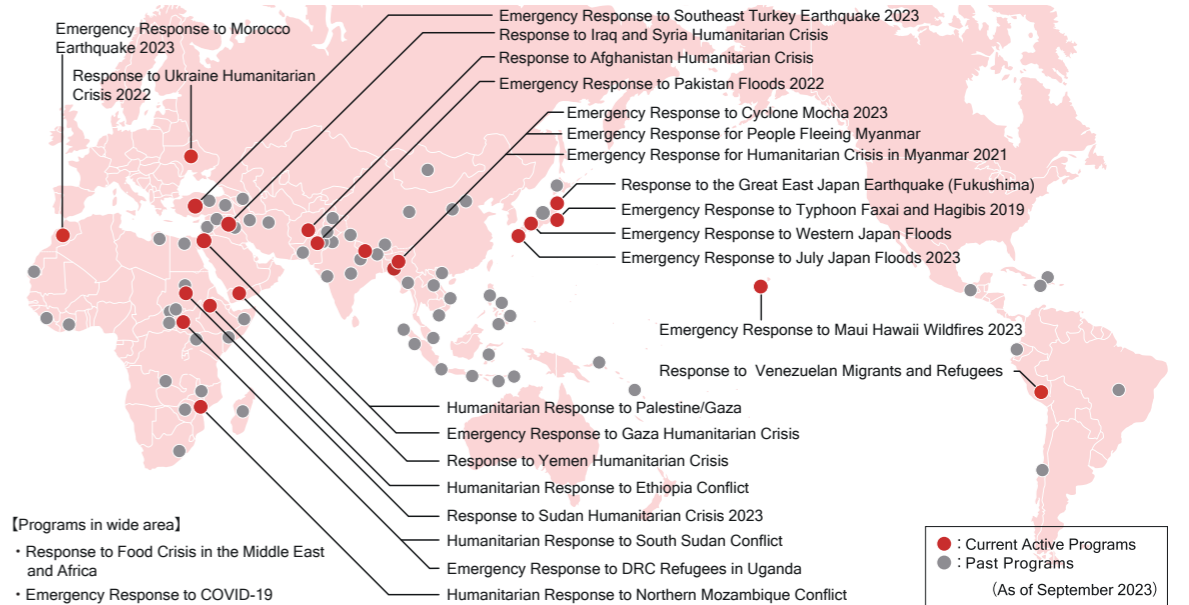 Emergency Response to Morocco
Earthquake 2023
Response to Ukraine Humanitarian
Crisis 2022
Emergency Response to Southeast Turkey Earthquake 2023
Response to Iraq and Syria Humanitarian Crisis
Response to Afghanistan Humanitarian Crisis
Emergency Response to Pakistan Floods 2022
Emergency Response to Cyclone Mocha 2023
Emergency Response for People Fleeing Myanmar
Emergency Response for Humanitarian Crisis in Myanmar 2021
Response to the Great East Japan Earthquake (Fukushima)
Emergency Response to Typhoon Faxai and Hagibis 2019
Emergency Response to Western Japan Floods
Emergency Response to July Japan Floods 2023
Emergency Response to Maui Hawaii Wildfires 2023
Response to Venezuelan Migrants and Refugees
Humanitarian Response to Palestine/Gaza
Emergency Response to Gaza Humanitarian Crisis
Response to Yemen Humanitarian Crisis
Humanitarian Response to Ethiopia Conflict
Response to Sudan Humanitarian Crisis 2023
Humanitarian Response to South Sudan Conflict
Emergency Response to DRC Refugees in Uganda
Humanitarian Response to Northern Mozambique Conflict
【Programs in wide area】
・Response to Food Crisis in the Middle East
and Africa
・Emergency Response to COVID-19
：Current Active Programs
：Past Programs
（As of September 2023）